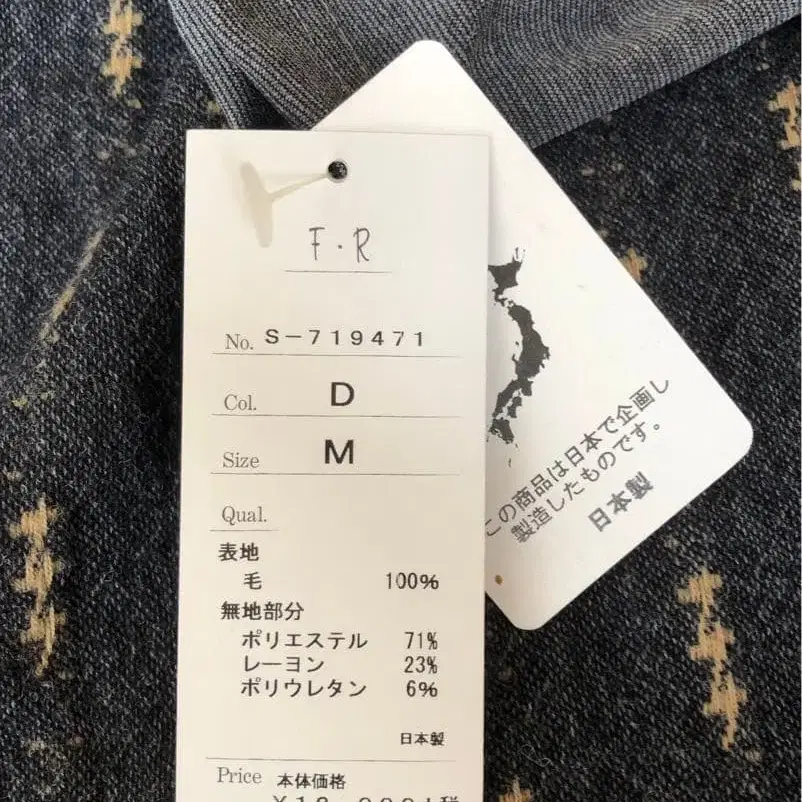 F・R
No. S-719471
Col. D
Size M
Qual.
表地
毛 100%
無地部分
ポリエステル 71%
レーヨン 23%
ポリウレタン 6%
日本製
Price 本体価格
この商品は日本で企画し
製造したものです。
日本製